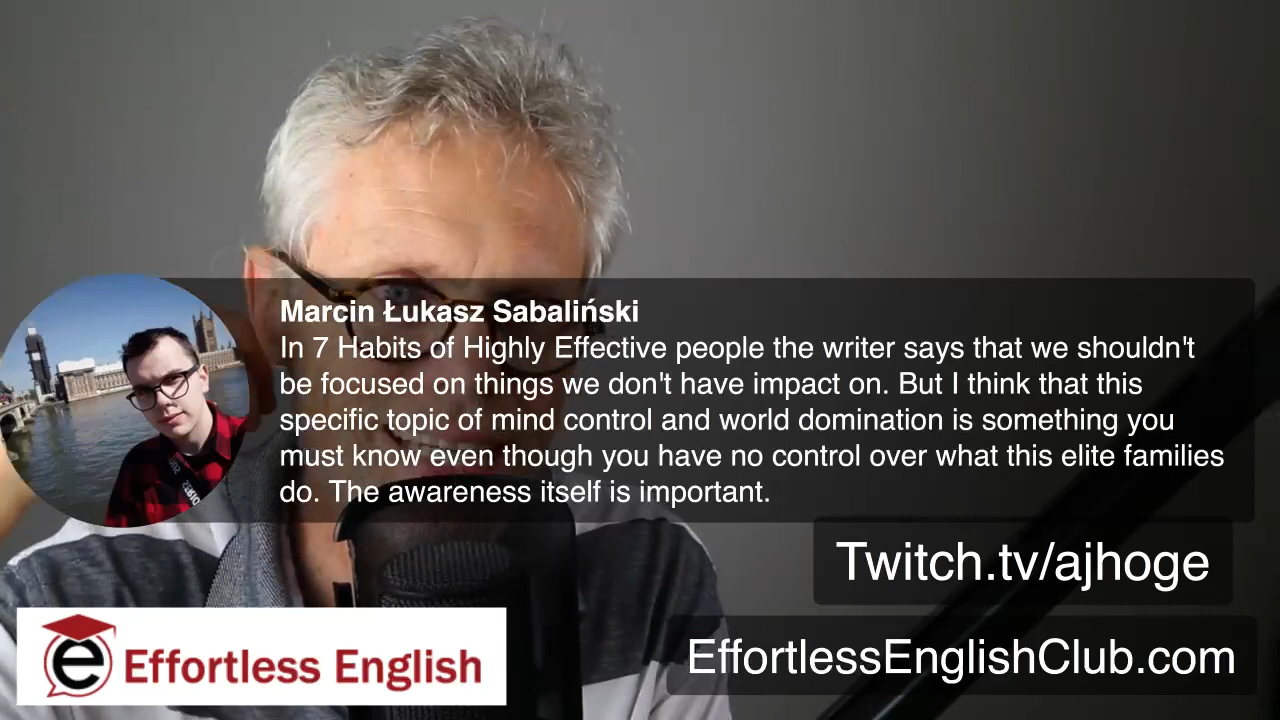 Marcin Łukasz Sabaliński
In 7 Habits of Highly Effective people the writer says that we shouldn't
be focused on things we don't have impact on. But I think that this
specific topic of mind control and world domination is something you
must know even though you have no control over what this elite families
do. The awareness itself is important.
Twitch.tv/ajhoge
e Effortless English
EffortlessEnglishClub.com